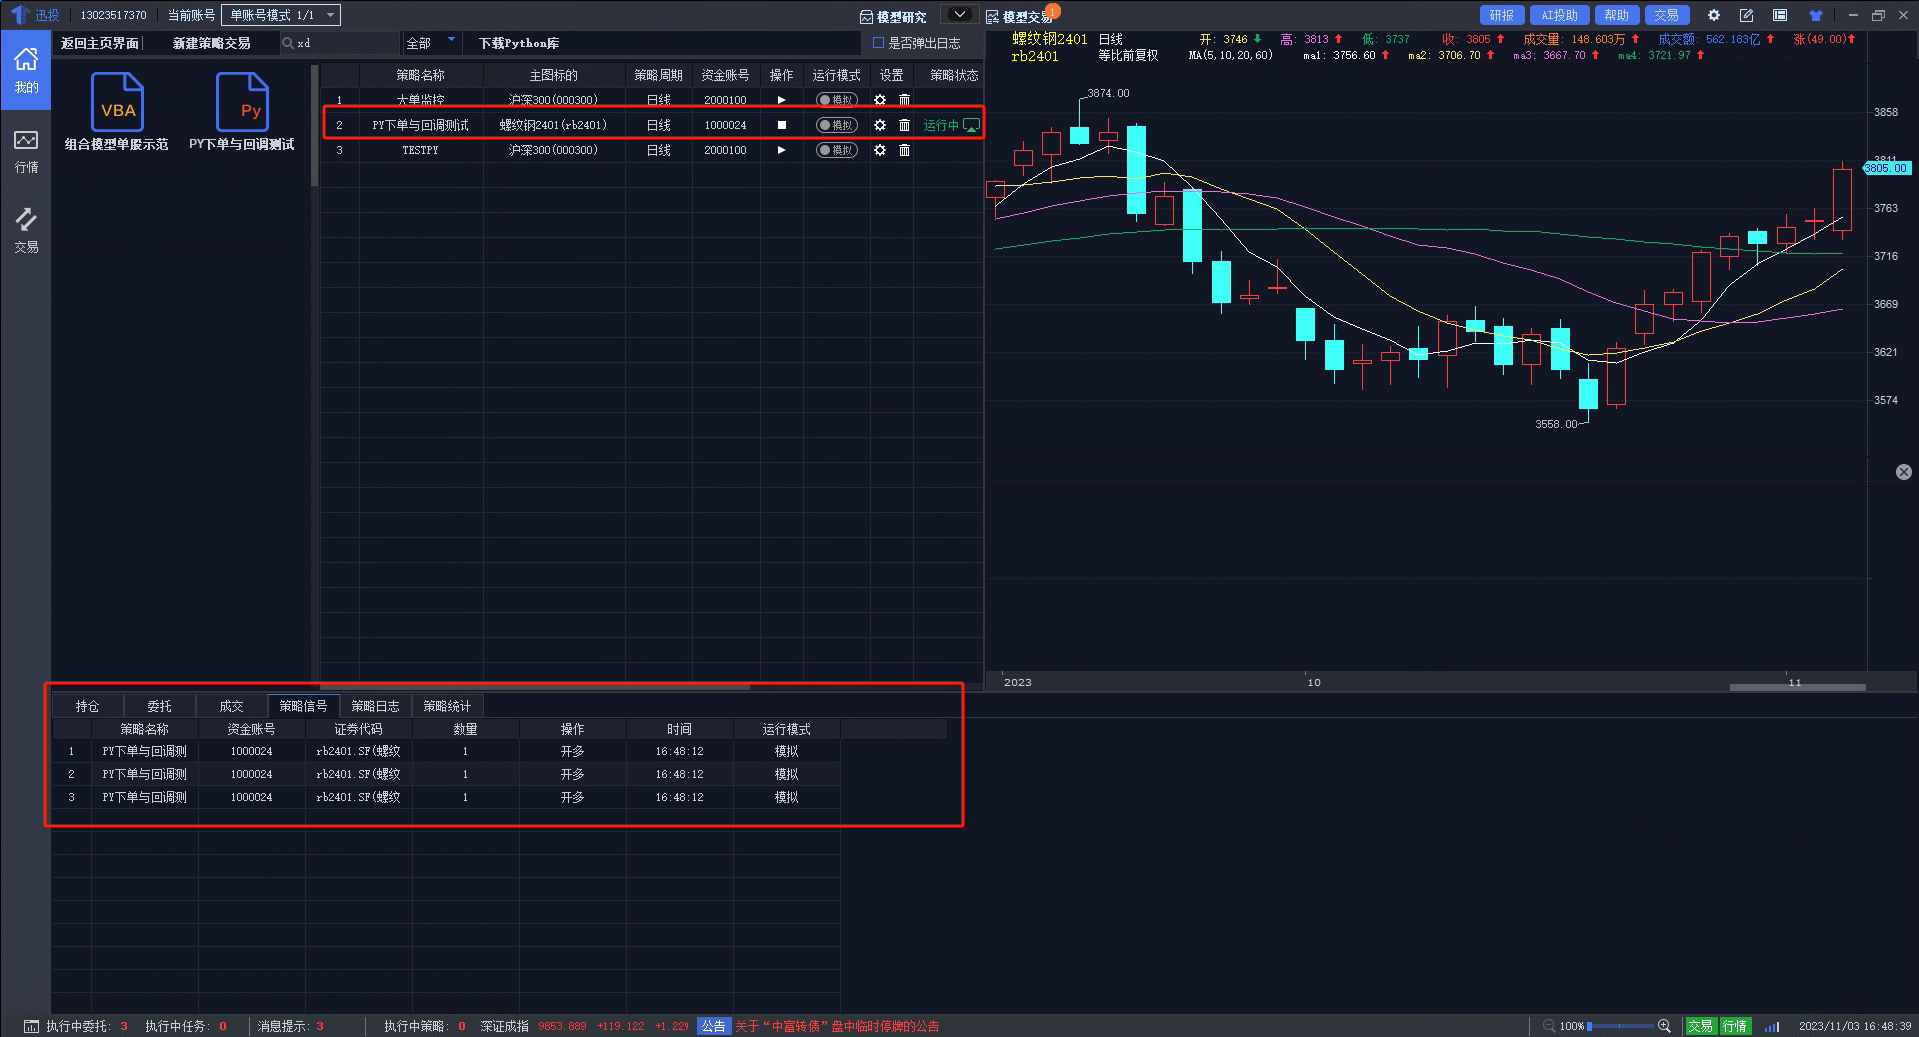 迅投 13023517370 当前账号 单账号模式 1/1 模型研究 模型交易 1 研报 AI投助 帮助 交易
返回主页界面 新建策略交易 xd 全部 下载Python库 是否弹出日志
我的
行情
交易
VBA
组合模型单股示范
Py
PY下单与回调测试
策略名称 主图标的 策略周期 资金账号 操作 运行模式 设置 策略状态
1 大单监控 沪深300(000300) 日线 2000100 模拟
2 PY下单与回调测试 螺纹钢2401(rb2401) 日线 1000024 模拟 运行中
3 TESTPY 沪深300(000300) 日线 2000100 模拟
螺纹钢2401 日线 开: 3746 高: 3813 低: 3737 收: 3805 成交量: 148.603万 成交额: 562.183亿 涨(49.00)
rb2401 等比前复权 MA(5,10,20,60) ma1: 3756.60 ma2: 3706.70 ma3: 3667.70 ma4: 3721.97
3874.00
3858
3811
3805.00
3763
3716
3669
3621
3574
3558.00
2023 10 11
持仓 委托 成交 策略信号 策略日志 策略统计
策略名称 资金账号 证券代码 数量 操作 时间 运行模式
1 PY下单与回调测 1000024 rb2401.SF(螺纹 1 开多 16:48:12 模拟
2 PY下单与回调测 1000024 rb2401.SF(螺纹 1 开多 16:48:12 模拟
3 PY下单与回调测 1000024 rb2401.SF(螺纹 1 开多 16:48:12 模拟
执行中委托: 3 执行中任务: 0 消息提示: 3 执行中策略: 0 深证成指 9853.889 +119.122 +1.22% 公告 关于“中富转债”盘中临时停牌的公告 100% 交易 行情 2023/11/03 16:48:39